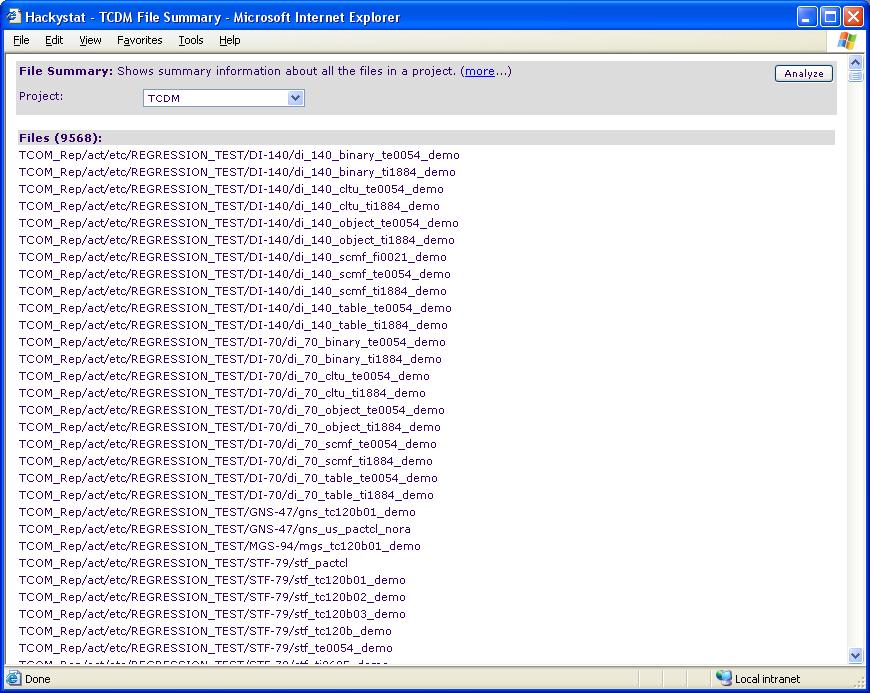 Hackystat - TCDM File Summary - Microsoft Internet Explorer
File Edit View Favorites Tools Help
File Summary: Shows summary information about all the files in a project. (more...)
Analyze
Project: TCDM
Files (9568):
TCOM_Rep/act/etc/REGRESSION_TEST/DI-140/di_140_binary_te0054_demo
TCOM_Rep/act/etc/REGRESSION_TEST/DI-140/di_140_binary_ti1884_demo
TCOM_Rep/act/etc/REGRESSION_TEST/DI-140/di_140_cltu_te0054_demo
TCOM_Rep/act/etc/REGRESSION_TEST/DI-140/di_140_cltu_ti1884_demo
TCOM_Rep/act/etc/REGRESSION_TEST/DI-140/di_140_object_te0054_demo
TCOM_Rep/act/etc/REGRESSION_TEST/DI-140/di_140_object_ti1884_demo
TCOM_Rep/act/etc/REGRESSION_TEST/DI-140/di_140_scmf_fi0021_demo
TCOM_Rep/act/etc/REGRESSION_TEST/DI-140/di_140_scmf_te0054_demo
TCOM_Rep/act/etc/REGRESSION_TEST/DI-140/di_140_scmf_ti1884_demo
TCOM_Rep/act/etc/REGRESSION_TEST/DI-140/di_140_table_te0054_demo
TCOM_Rep/act/etc/REGRESSION_TEST/DI-140/di_140_table_ti1884_demo
TCOM_Rep/act/etc/REGRESSION_TEST/DI-70/di_70_binary_te0054_demo
TCOM_Rep/act/etc/REGRESSION_TEST/DI-70/di_70_binary_ti1884_demo
TCOM_Rep/act/etc/REGRESSION_TEST/DI-70/di_70_cltu_te0054_demo
TCOM_Rep/act/etc/REGRESSION_TEST/DI-70/di_70_cltu_ti1884_demo
TCOM_Rep/act/etc/REGRESSION_TEST/DI-70/di_70_object_te0054_demo
TCOM_Rep/act/etc/REGRESSION_TEST/DI-70/di_70_object_ti1884_demo
TCOM_Rep/act/etc/REGRESSION_TEST/DI-70/di_70_scmf_te0054_demo
TCOM_Rep/act/etc/REGRESSION_TEST/DI-70/di_70_scmf_ti1884_demo
TCOM_Rep/act/etc/REGRESSION_TEST/DI-70/di_70_table_te0054_demo
TCOM_Rep/act/etc/REGRESSION_TEST/DI-70/di_70_table_ti1884_demo
TCOM_Rep/act/etc/REGRESSION_TEST/GNS-47/gns_tc120b01_demo
TCOM_Rep/act/etc/REGRESSION_TEST/GNS-47/gns_us_pactcl_nora
TCOM_Rep/act/etc/REGRESSION_TEST/MGS-94/mgs_tc120b01_demo
TCOM_Rep/act/etc/REGRESSION_TEST/STF-79/stf_pactcl
TCOM_Rep/act/etc/REGRESSION_TEST/STF-79/stf_tc120b01_demo
TCOM_Rep/act/etc/REGRESSION_TEST/STF-79/stf_tc120b02_demo
TCOM_Rep/act/etc/REGRESSION_TEST/STF-79/stf_tc120b03_demo
TCOM_Rep/act/etc/REGRESSION_TEST/STF-79/stf_tc120b_demo
TCOM_Rep/act/etc/REGRESSION_TEST/STF-79/stf_te0054_demo
Done
Local intranet